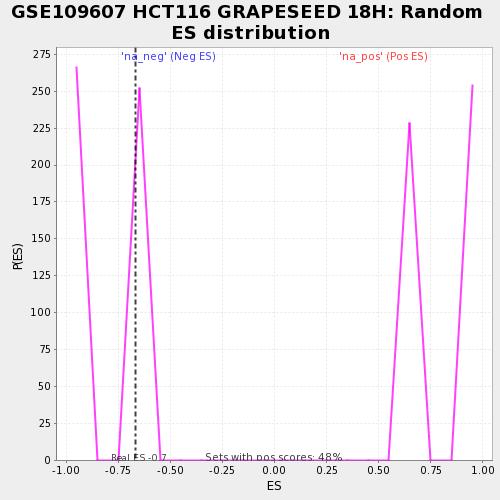 GSE109607 HCT116 GRAPESEED 18H: Random
ES distribution
'na_neg' (Neg ES)
'na_pos' (Pos ES)
275
250
225
200
175
150
125
100
75
50
25
0
P(ES)
Real ES -0.7
Sets with pos scores: 48%
-1.00 -0.75 -0.50 -0.25 0.00 0.25 0.50 0.75 1.00
ES